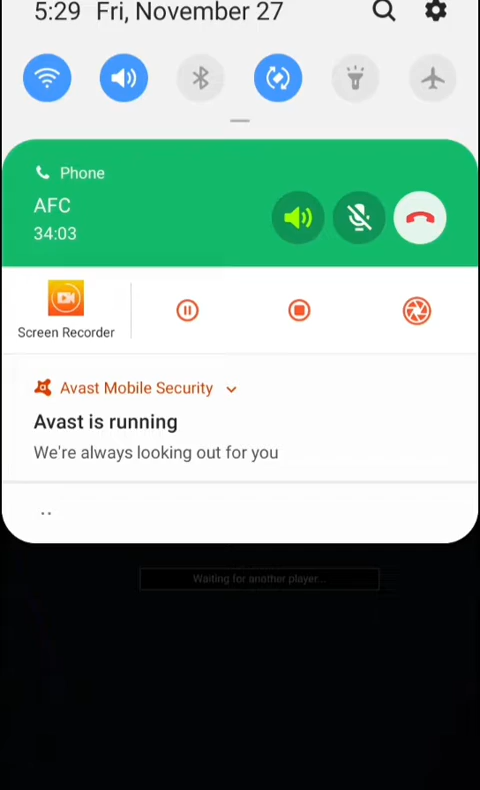 5:29 Fri, November 27
Phone
AFC
34:03
Screen Recorder
Avast Mobile Security
Avast is running
We're always looking out for you
..
Waiting for another player...